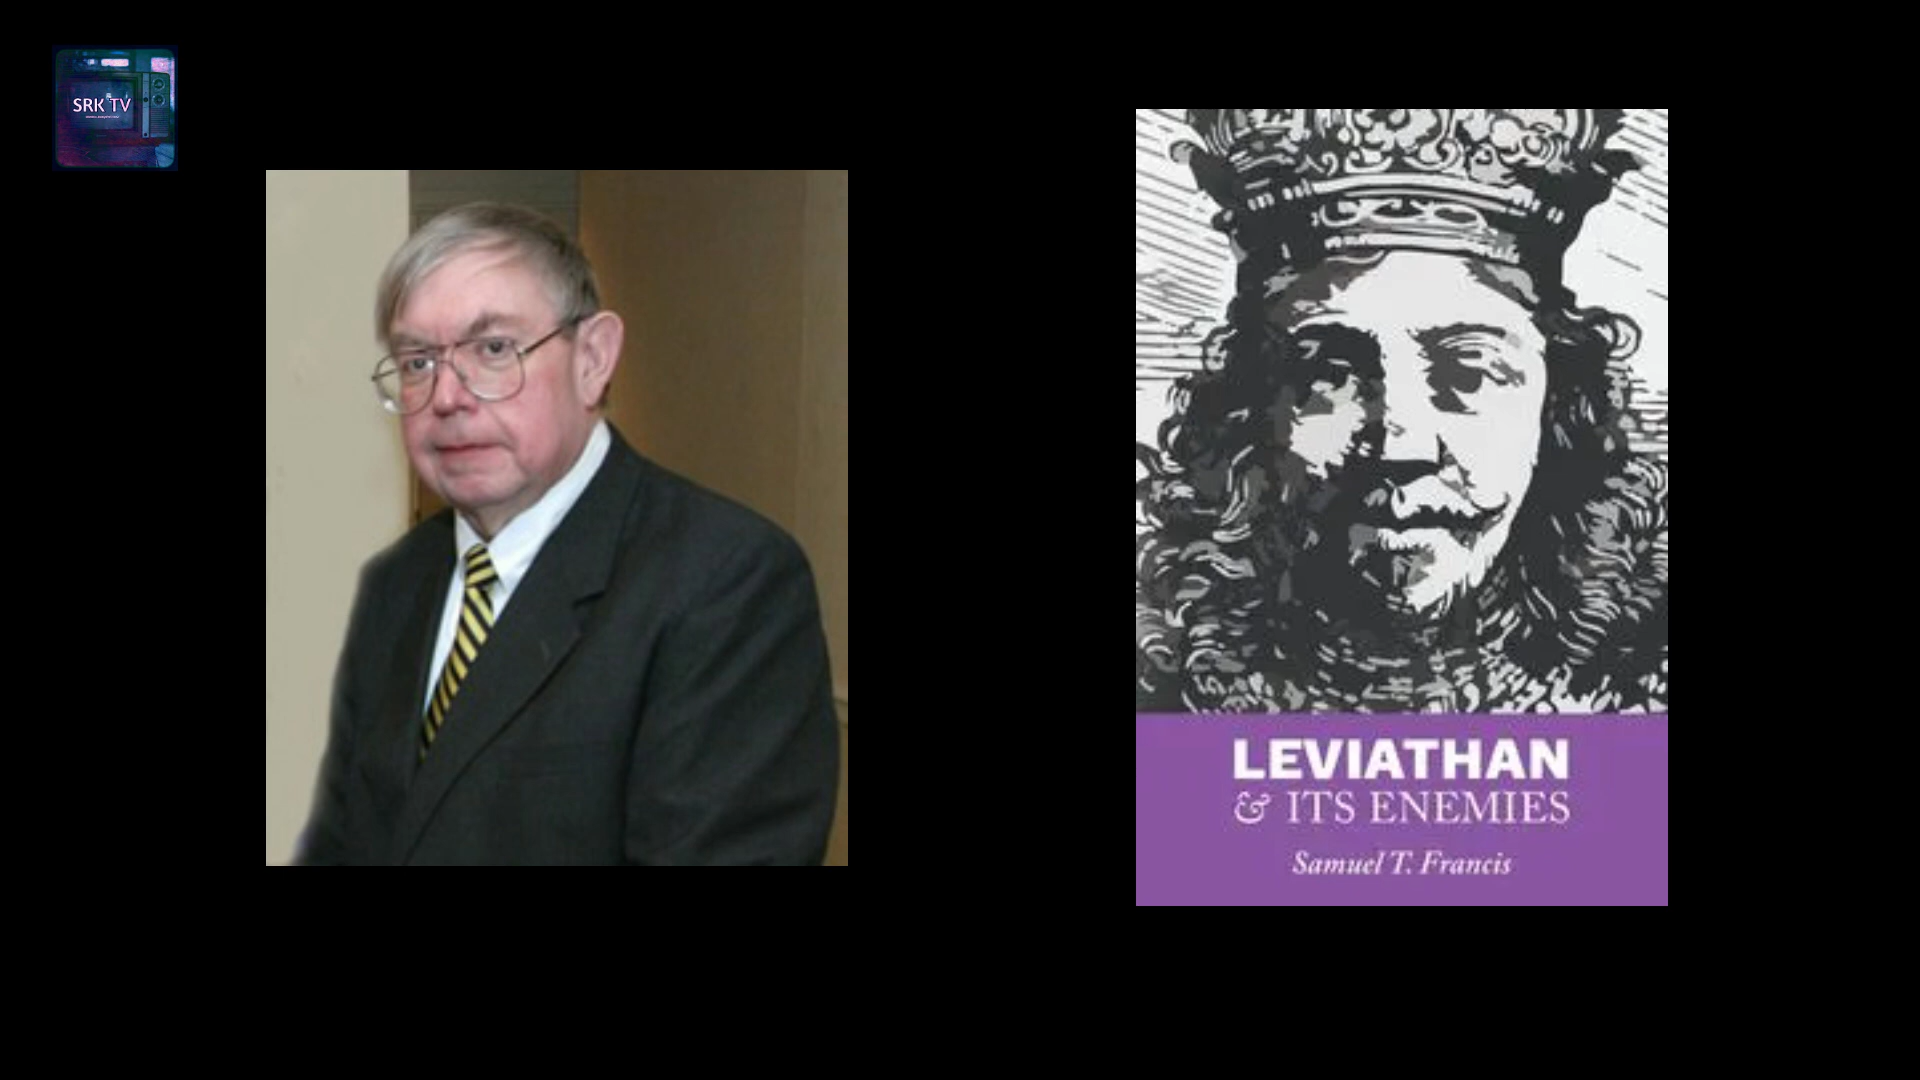 SRK TV
LEVIATHAN
& ITS ENEMIES
Samuel T. Francis